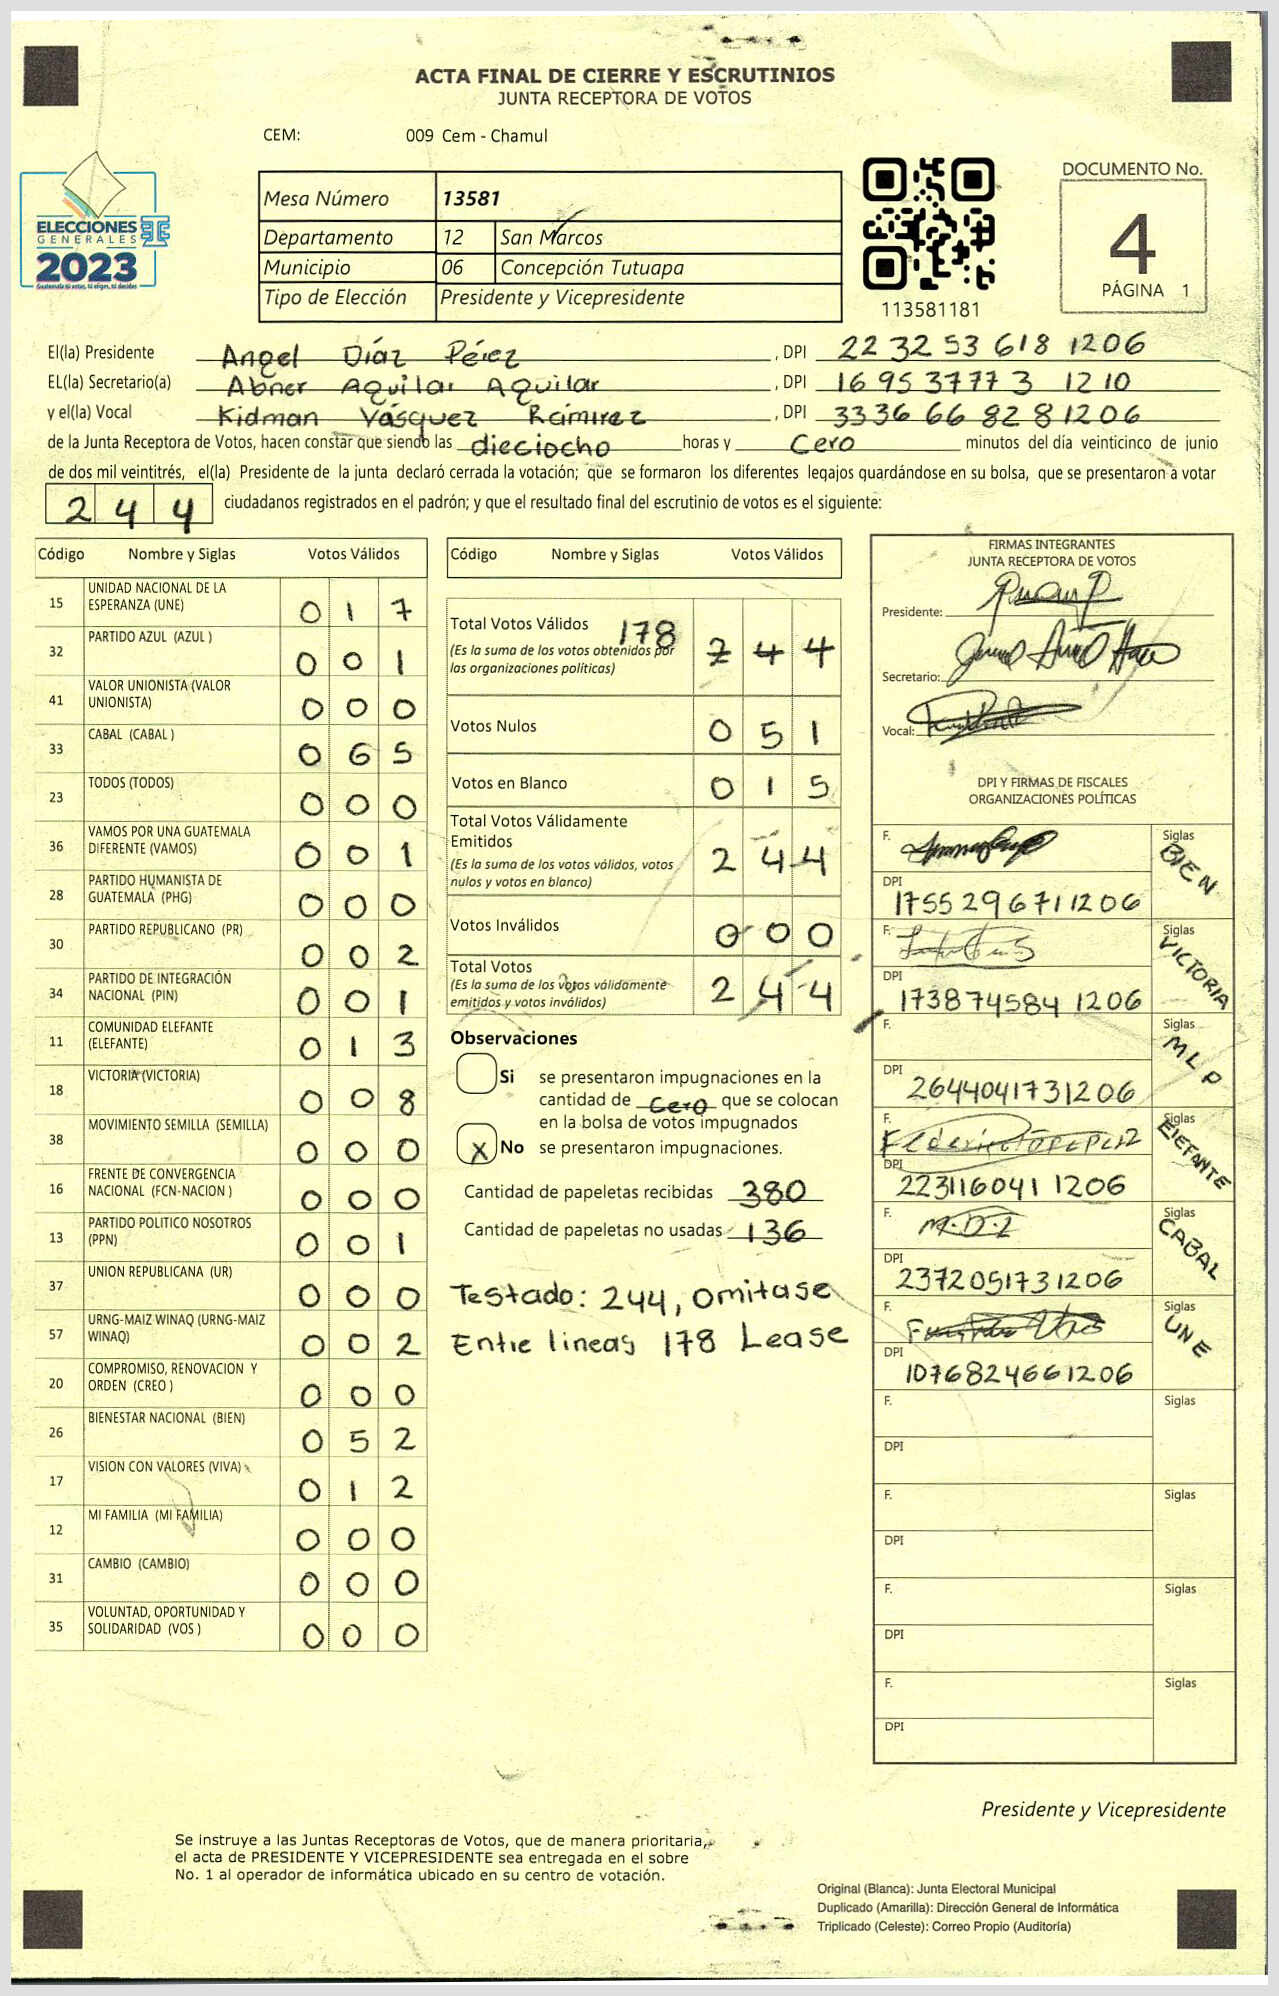 ACTA FINAL DE CIERRE Y ESCRUTINIOS
JUNTA RECEPTORA DE VOTOS
CEM: 009 Cem - Chamul
ELECCIONES
GENERALES
2023
Guatemala tú votas, tú eliges, tú decides
Mesa Número 13581
Departamento 12 San Marcos
Municipio 06 Concepción Tutuapa
Tipo de Elección Presidente y Vicepresidente
113581181
DOCUMENTO No.
4
PÁGINA 1
El(la) Presidente Angel Díaz Pérez, DPI 22 32 53 618 1206
EL(la) Secretario(a) Abner Aguilar Aguilar, DPI 16 95 37773 1210
y el(la) Vocal Kidman Vásquez Ramirez, DPI 3336 66 82 8 1206
de la Junta Receptora de Votos, hacen constar que siendo las dieciocho horas y Cero minutos del día veinticinco de junio
de dos mil veintitrés, el(la) Presidente de la junta declaró cerrada la votación; que se formaron los diferentes legajos guardándose en su bolsa, que se presentaron a votar
244 ciudadanos registrados en el padrón; y que el resultado final del escrutinio de votos es el siguiente:
Código Nombre y Siglas Votos Válidos
15 UNIDAD NACIONAL DE LA ESPERANZA (UNE) 0 1 7
32 PARTIDO AZUL (AZUL ) 0 0 1
41 VALOR UNIONISTA (VALOR UNIONISTA) 0 0 0
33 CABAL (CABAL ) 0 6 5
23 TODOS (TODOS) 0 0 0
36 VAMOS POR UNA GUATEMALA DIFERENTE (VAMOS) 0 0 1
28 PARTIDO HUMANISTA DE GUATEMALA (PHG) 0 0 0
30 PARTIDO REPUBLICANO (PR) 0 0 2
34 PARTIDO DE INTEGRACIÓN NACIONAL (PIN) 0 0 1
11 COMUNIDAD ELEFANTE (ELEFANTE) 0 1 3
18 VICTORIA (VICTORIA) 0 0 8
38 MOVIMIENTO SEMILLA (SEMILLA) 0 0 0
16 FRENTE DE CONVERGENCIA NACIONAL (FCN-NACION ) 0 0 0
13 PARTIDO POLITICO NOSOTROS (PPN) 0 0 1
37 UNION REPUBLICANA (UR) 0 0 0
57 URNG-MAIZ WINAQ (URNG-MAIZ WINAQ) 0 0 2
20 COMPROMISO, RENOVACION Y ORDEN (CREO ) 0 0 0
26 BIENESTAR NACIONAL (BIEN) 0 5 2
17 VISION CON VALORES (VIVA) 0 1 2
12 MI FAMILIA (MI FAMILIA) 0 0 0
31 CAMBIO (CAMBIO) 0 0 0
35 VOLUNTAD, OPORTUNIDAD Y SOLIDARIDAD (VOS ) 0 0 0
Código Nombre y Siglas Votos Válidos
Total Votos Válidos 178 2 4 4
(Es la suma de los votos obtenidos por
las organizaciones políticas)
Votos Nulos 0 5 1
Votos en Blanco 0 1 5
Total Votos Válidamente
Emitidos 2 4 4
(Es la suma de los votos válidos, votos
nulos y votos en blanco)
Votos Inválidos 0 0 0
Total Votos
(Es la suma de los votos válidamente
emitidos y votos inválidos) 2 4 4
Observaciones
Si se presentaron impugnaciones en la
cantidad de Cero que se colocan
en la bolsa de votos impugnados
X No se presentaron impugnaciones.
Cantidad de papeletas recibidas 380
Cantidad de papeletas no usadas 136
Testado: 244, omitase
Entre lineas 178 Lease
FIRMAS INTEGRANTES
JUNTA RECEPTORA DE VOTOS
Presidente:
Secretario:
Vocal:
DPI Y FIRMAS DE FISCALES
ORGANIZACIONES POLÍTICAS
F. Siglas BIEN
DPI 1755 29671 1206
F. Siglas VICTORIA
DPI 173874584 1206
F. Siglas MLP
DPI 2644041731206
F. Siglas ElEFANTE
DPI 223116041 1206
F. M.D.L Siglas CABAL
DPI 2372051731206
F. Siglas UNE
DPI 1076824661206
F. Siglas
DPI
F. Siglas
DPI
F. Siglas
DPI
F. Siglas
DPI
Presidente y Vicepresidente
Se instruye a las Juntas Receptoras de Votos, que de manera prioritaria,
el acta de PRESIDENTE Y VICEPRESIDENTE sea entregada en el sobre
No. 1 al operador de informática ubicado en su centro de votación.
Original (Blanca): Junta Electoral Municipal
Duplicado (Amarilla): Dirección General de Informática
Triplicado (Celeste): Correo Propio (Auditoría)